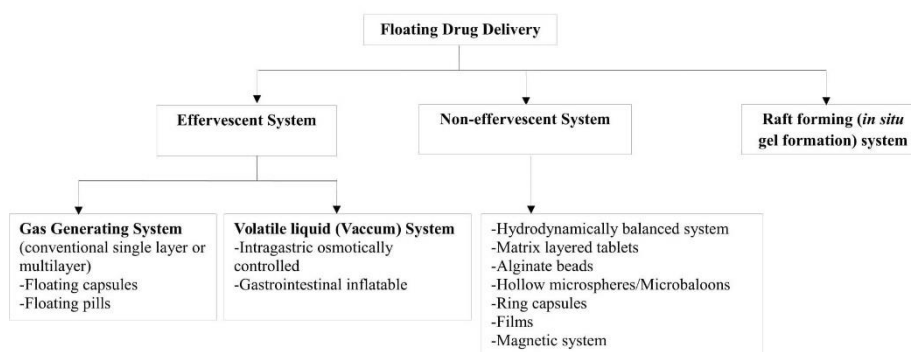 Floating Drug Delivery
Effervescent System
Non-effervescent System
Raft forming (in situ
gel formation) system
Gas Generating System
(conventional single layer or
multilayer)
-Floating capsules
-Floating pills
Volatile liquid (Vaccum) System
-Intragastric osmotically
controlled
-Gastrointestinal inflatable
-Hydrodynamically balanced system
-Matrix layered tablets
-Alginate beads
-Hollow microspheres/Microbaloons
-Ring capsules
-Films
-Magnetic system